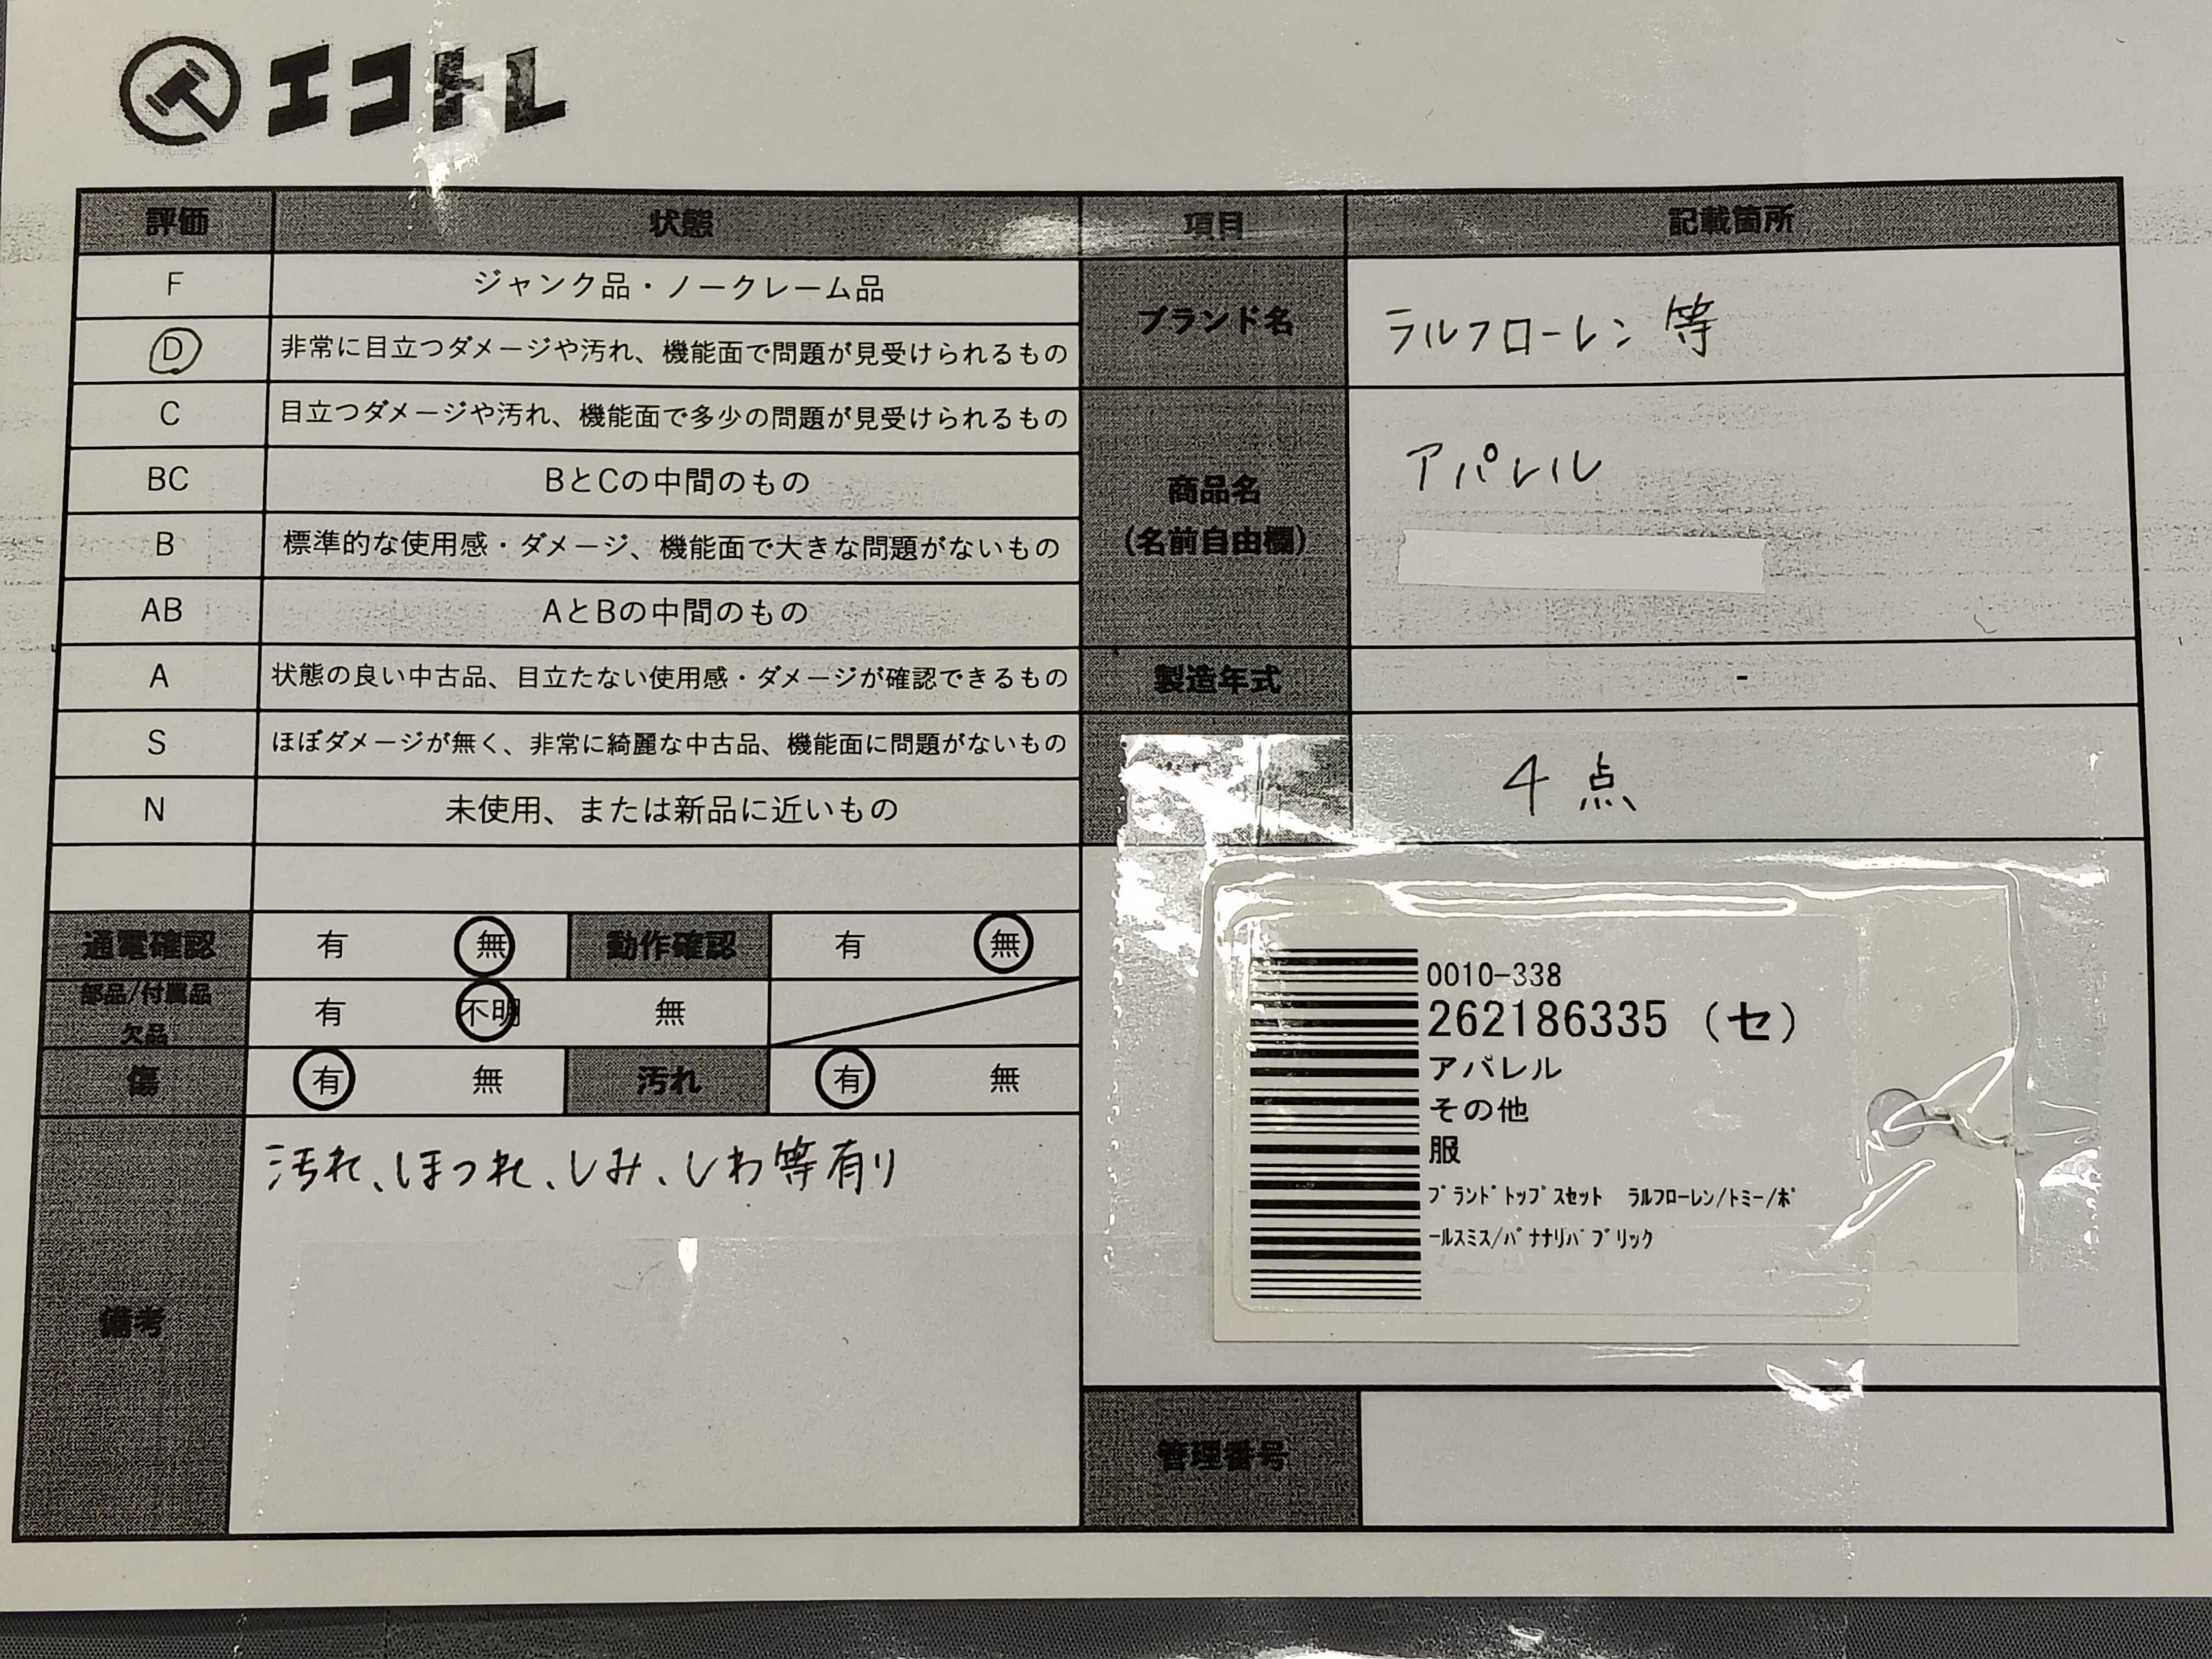 エコトレ
評価 状態 項目 記載箇所
F ジャンク品・ノークレーム品
D 非常に目立つダメージや汚れ、機能面で問題が見受けられるもの
C 目立つダメージや汚れ、機能面で多少の問題が見受けられるもの
BC BとCの中間のもの
B 標準的な使用感・ダメージ、機能面で大きな問題がないもの
AB AとBの中間のもの
A 状態の良い中古品、目立たない使用感・ダメージが確認できるもの
S ほぼダメージが無く、非常に綺麗な中古品、機能面に問題がないもの
N 未使用、または新品に近いもの
通電確認 有 無 動作確認 有 無
部品/付属品
欠品 有 不明 無
傷 有 無 汚れ 有 無
備考 汚れ、ほつれ、しみ、しわ等有り
ブランド名 ラルフローレン等
商品名
(名前自由欄)
アパレル
製造年式 -
4点
0010-338
262186335 (セ)
アパレル
その他
服
ﾌﾞﾗﾝﾄﾞﾄｯﾌﾟｽｾｯﾄ ﾗﾙﾌﾛｰﾚﾝ/ﾄﾐｰ/ﾎﾟ
ｰﾙｽﾐｽ/ﾊﾞﾅﾅﾘﾊﾟﾌﾞﾘｯｸ
管理番号